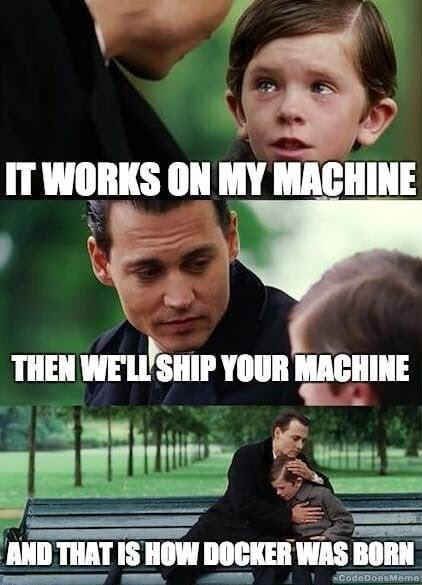 IT WORKS ON MY MACHINE
THEN WE'LL SHIP YOUR MACHINE
AND THAT IS HOW DOCKER WAS BORN
CodeDoesMeme